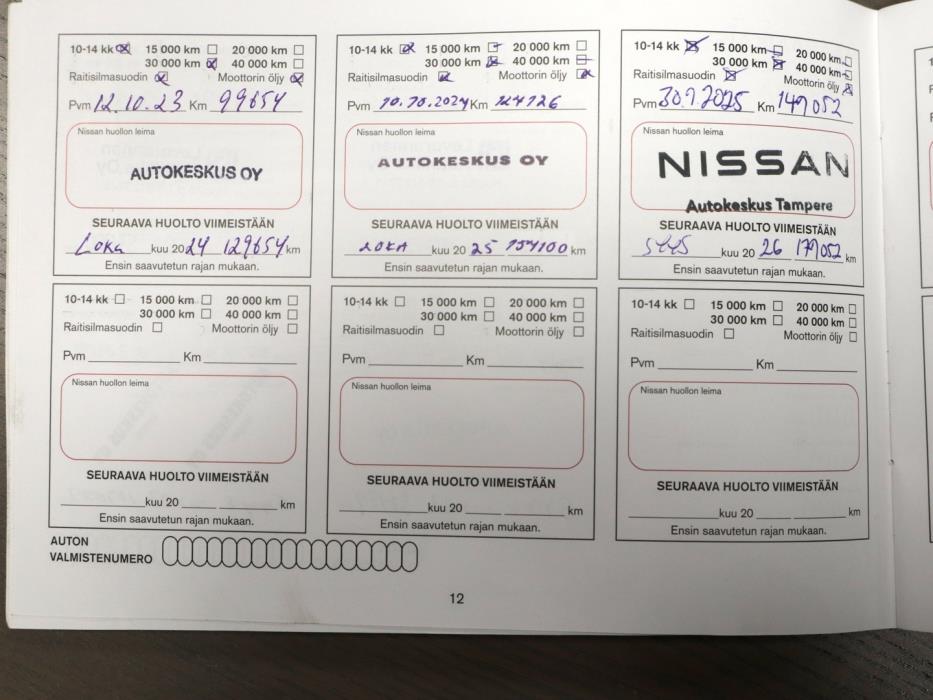 10-14 kk 15 000 km 20 000 km
30 000 km 40 000 km
Raitisilmasuodin Moottorin öljy
Pvm 12.10.23 Km 99654
Nissan huollon leima
AUTOKESKUS OY
SEURAAVA HUOLTO VIIMEISTÄÄN
Loka kuu 2024 129654 km
Ensin saavutetun rajan mukaan.
10-14 kk 15 000 km 20 000 km
30 000 km 40 000 km
Raitisilmasuodin Moottorin öljy
Pvm 10.10.2024 Km 124126
Nissan huollon leima
AUTOKESKUS OY
SEURAAVA HUOLTO VIIMEISTÄÄN
LOKA kuu 20 25 154100 km
Ensin saavutetun rajan mukaan.
10-14 kk 15 000 km 20 000 km
30 000 km 40 000 km
Raitisilmasuodin Moottorin öljy
Pvm 30.9.2025 Km 149052
Nissan huollon leima
NISSAN
Autokeskus Tampere
SEURAAVA HUOLTO VIIMEISTÄÄN
SYYS kuu 20 26 179052 km
Ensin saavutetun rajan mukaan.
10-14 kk 15 000 km 20 000 km
30 000 km 40 000 km
Raitisilmasuodin Moottorin öljy
Pvm Km
Nissan huollon leima
SEURAAVA HUOLTO VIIMEISTÄÄN
kuu 20 km
Ensin saavutetun rajan mukaan.
10-14 kk 15 000 km 20 000 km
30 000 km 40 000 km
Raitisilmasuodin Moottorin öljy
Pvm Km
Nissan huollon leima
SEURAAVA HUOLTO VIIMEISTÄÄN
kuu 20 km
Ensin saavutetun rajan mukaan.
10-14 kk 15 000 km 20 000 km
30 000 km 40 000 km
Raitisilmasuodin Moottorin öljy
Pvm Km
Nissan huollon leima
SEURAAVA HUOLTO VIIMEISTÄÄN
kuu 20 km
Ensin saavutetun rajan mukaan.
AUTON
VALMISTENUMERO
12